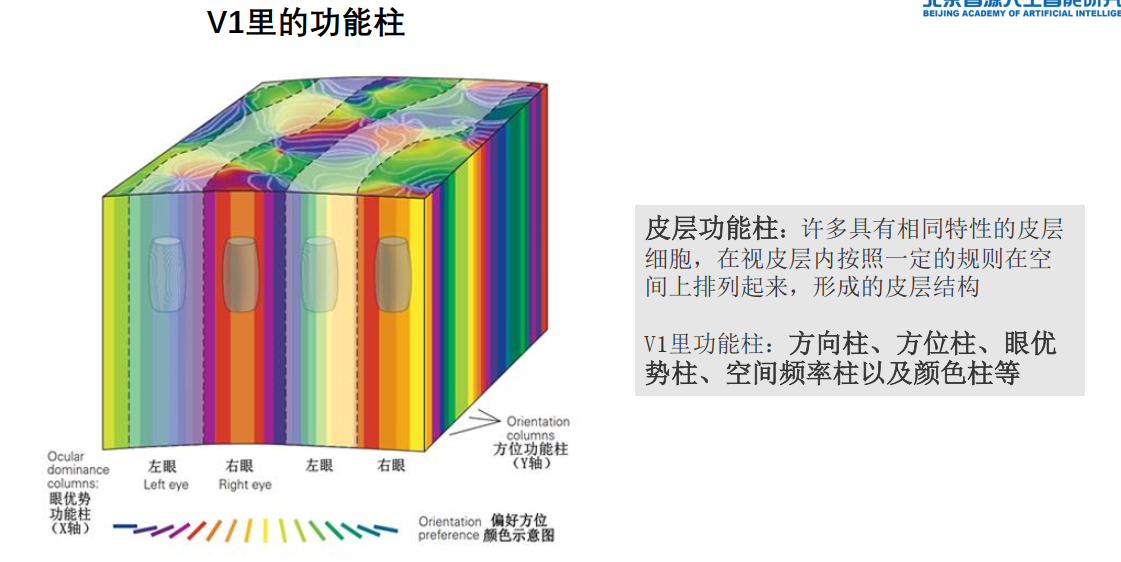 V1里的功能柱
BEIJING ACADEMY OF ARTIFICIAL INTELLIGE
皮层功能柱：许多具有相同特性的皮层
细胞，在视皮层内按照一定的规则在空
间上排列起来，形成的皮层结构
V1里功能柱：方向柱、方位柱、眼优
势柱、空间频率柱以及颜色柱等
Orientation
columns
方位功能柱
（Y轴）
Ocular
dominance
columns:
眼优势
功能柱
（X轴）
左眼
Left eye
右眼
Right eye
左眼
右眼
Orientation
preference
偏好方位
颜色示意图